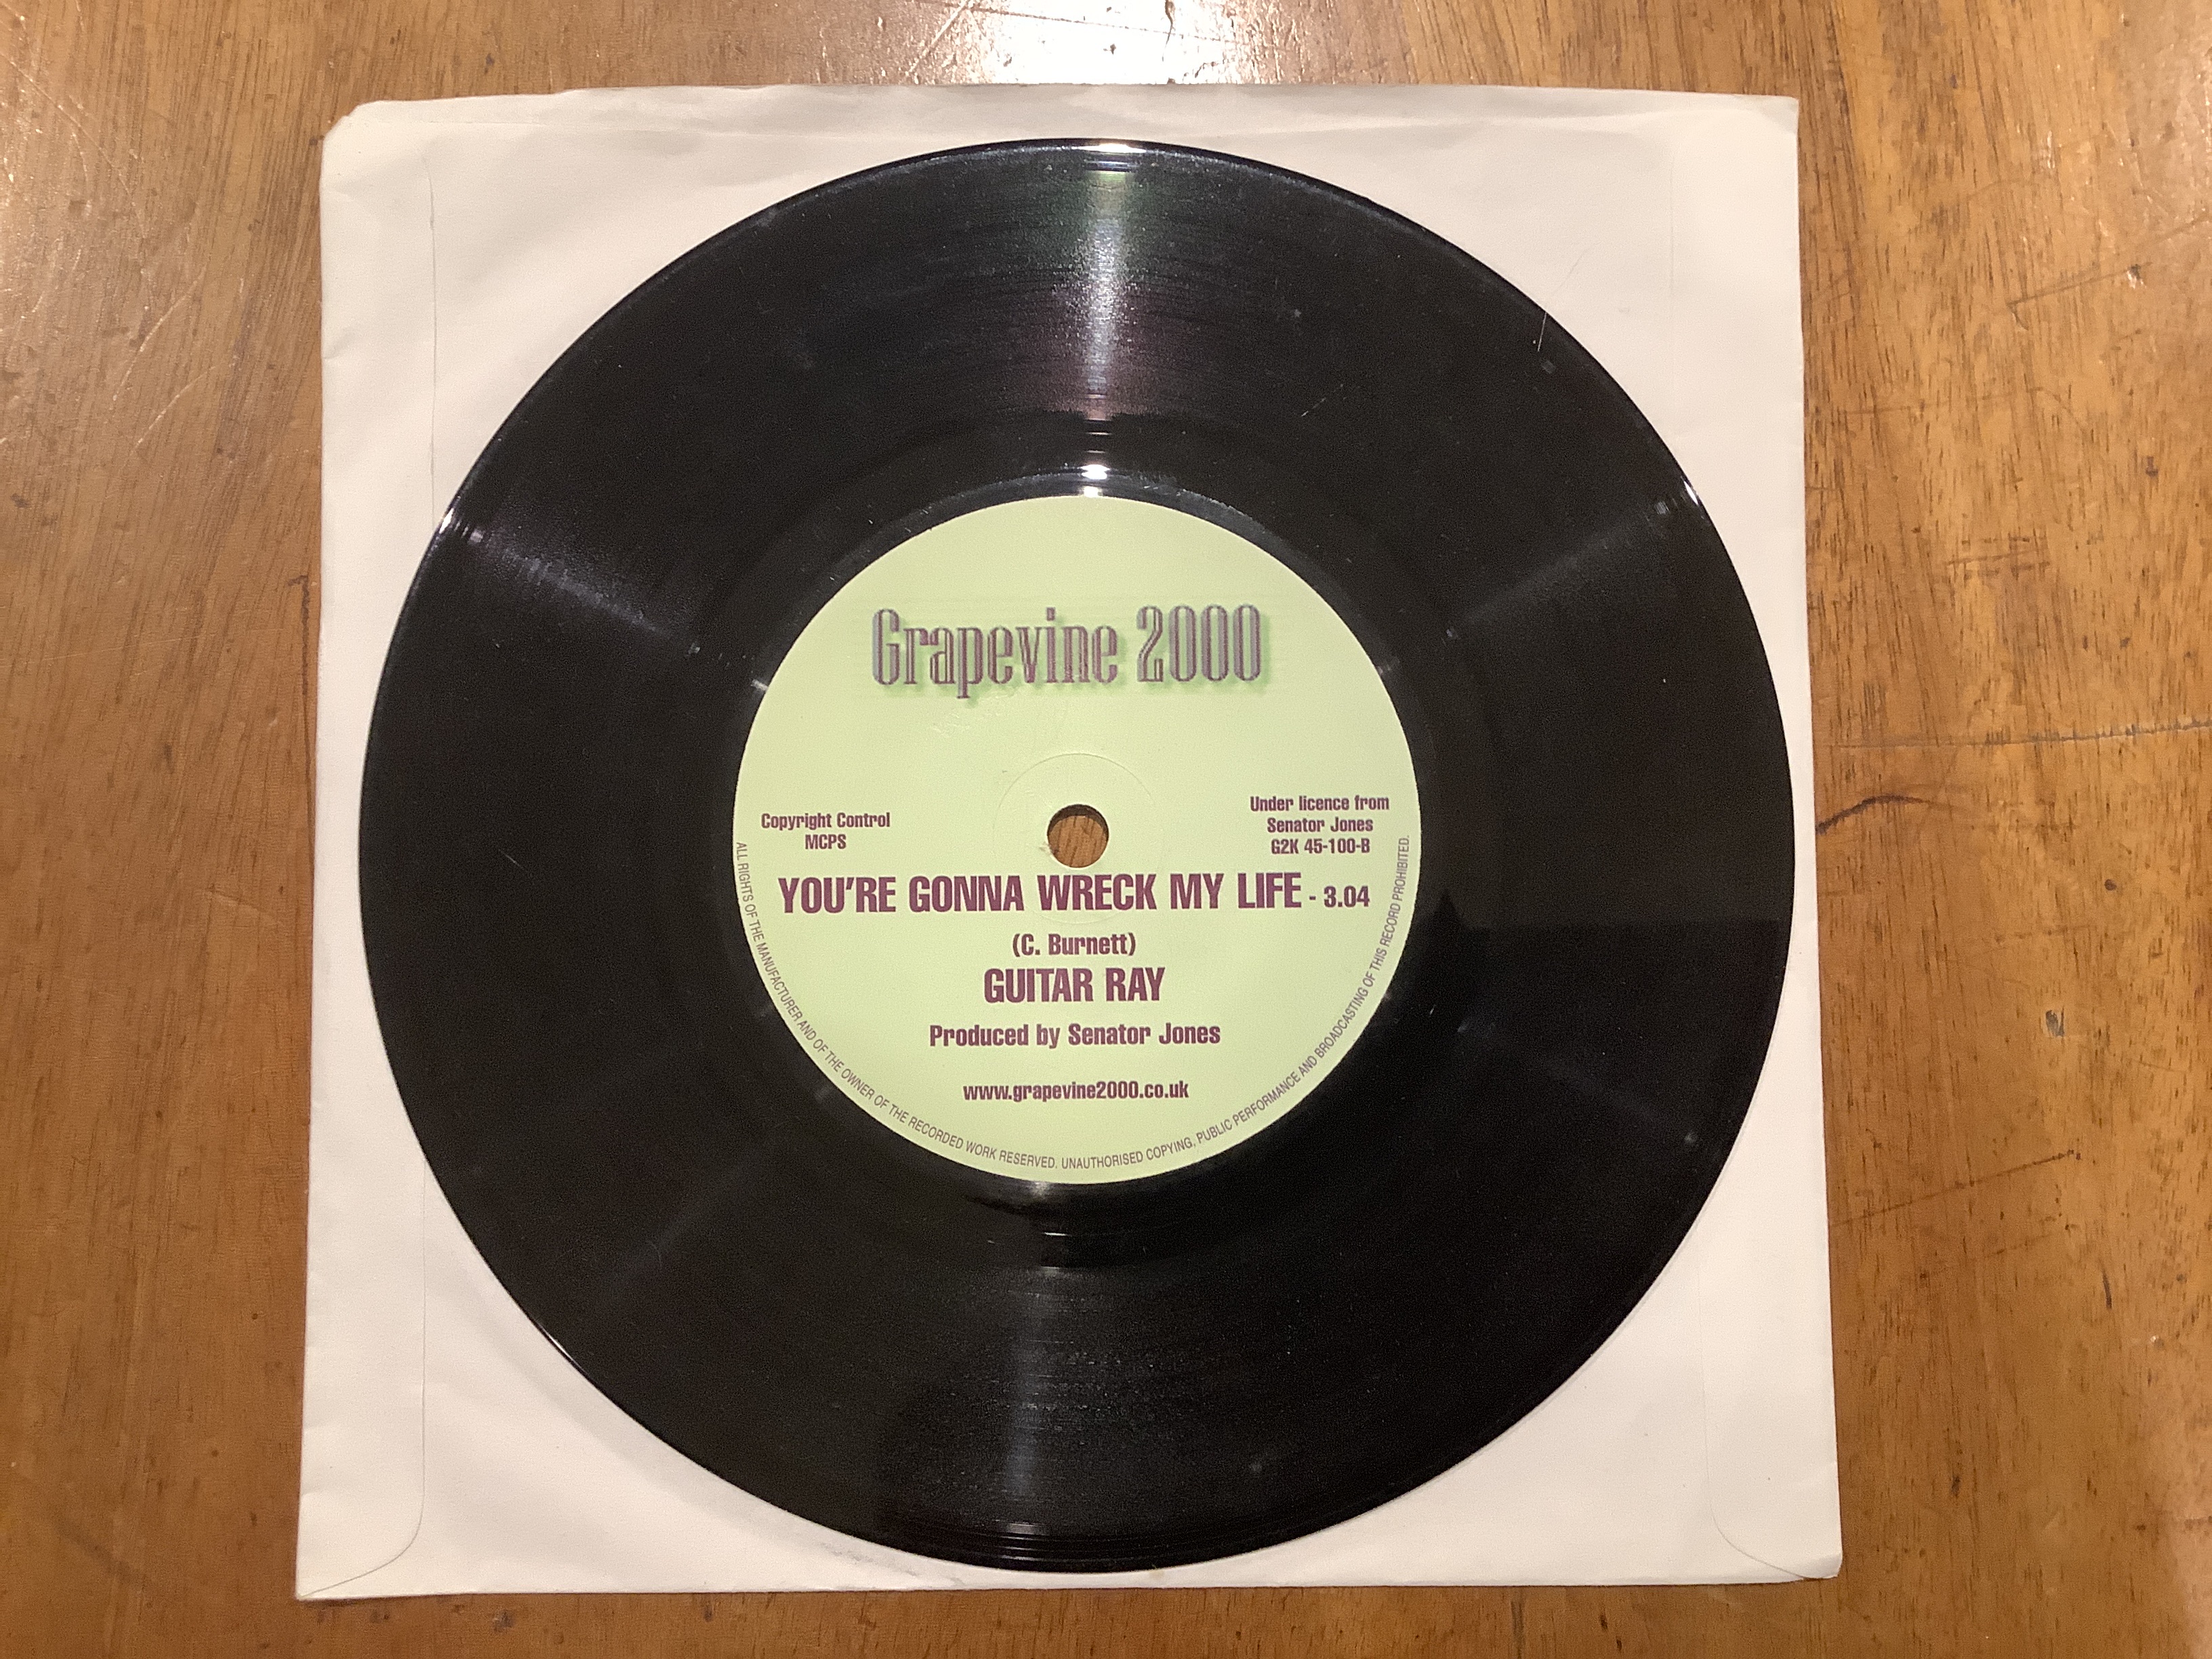 Grapevine 2000
Copyright Control
MCPS
Under licence from
Senator Jones
G2K 45-100-B
YOU'RE GONNA WRECK MY LIFE - 3.04
(C. Burnett)
GUITAR RAY
Produced by Senator Jones
www.grapevine2000.co.uk
ALL RIGHTS OF THE MANUFACTURER AND OF THE OWNER OF THE RECORDED WORK RESERVED. UNAUTHORISED COPYING, PUBLIC PERFORMANCE AND BROADCASTING OF THIS RECORD PROHIBITED.